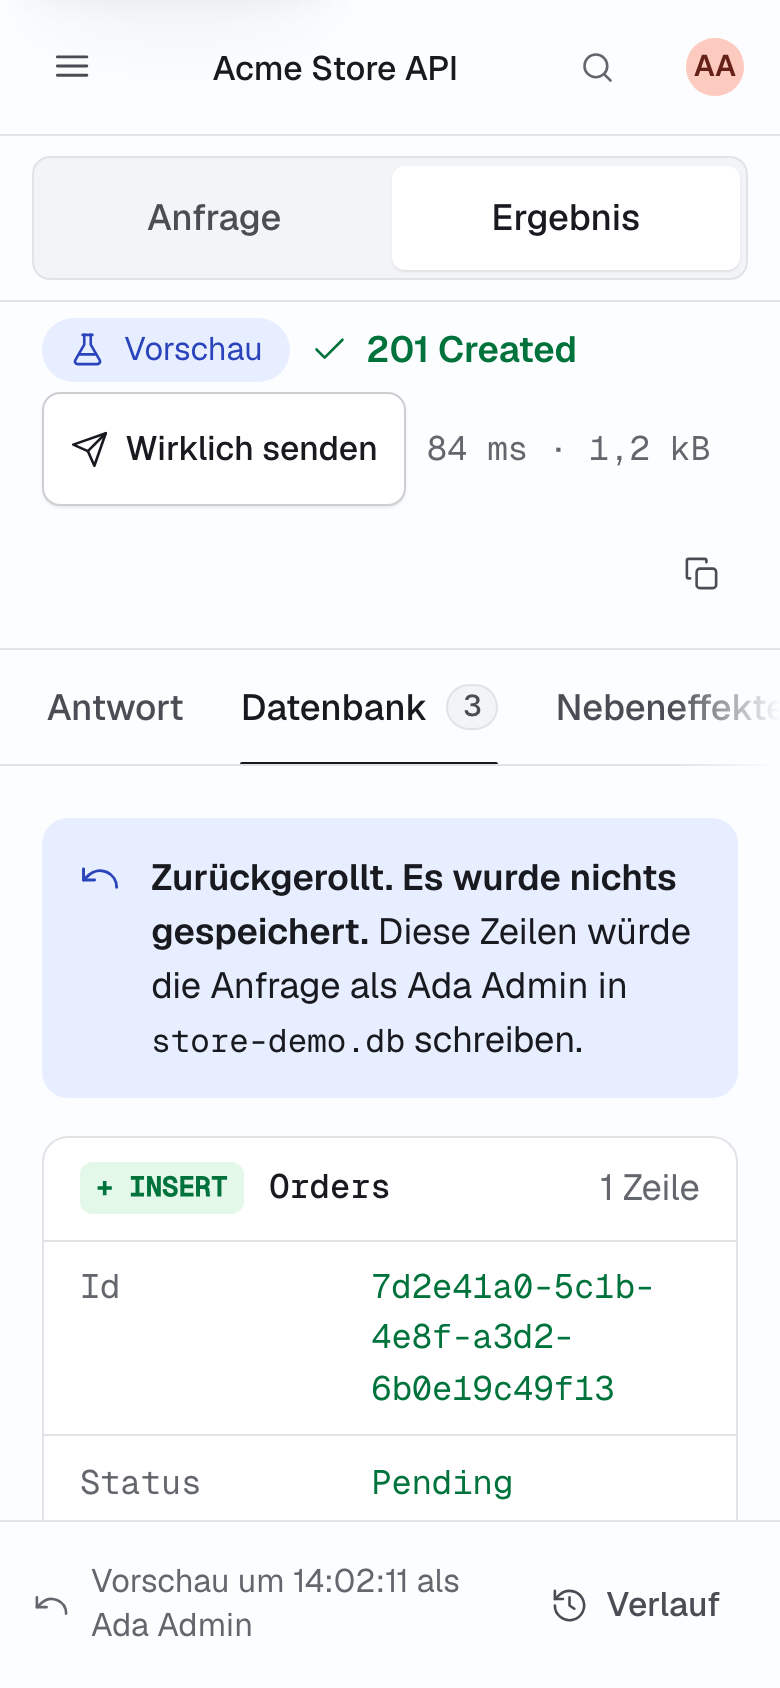 Acme Store API
AA
Anfrage
Ergebnis
Vorschau
201 Created
Wirklich senden
84 ms · 1,2 kB
Antwort
Datenbank 3
Nebeneffekte
Zurückgerollt. Es wurde nichts
gespeichert. Diese Zeilen würde
die Anfrage als Ada Admin in
store-demo.db schreiben.
+ INSERT Orders 1 Zeile
Id 7d2e41a0-5c1b-
4e8f-a3d2-
6b0e19c49f13
Status Pending
Vorschau um 14:02:11 als
Ada Admin
Verlauf